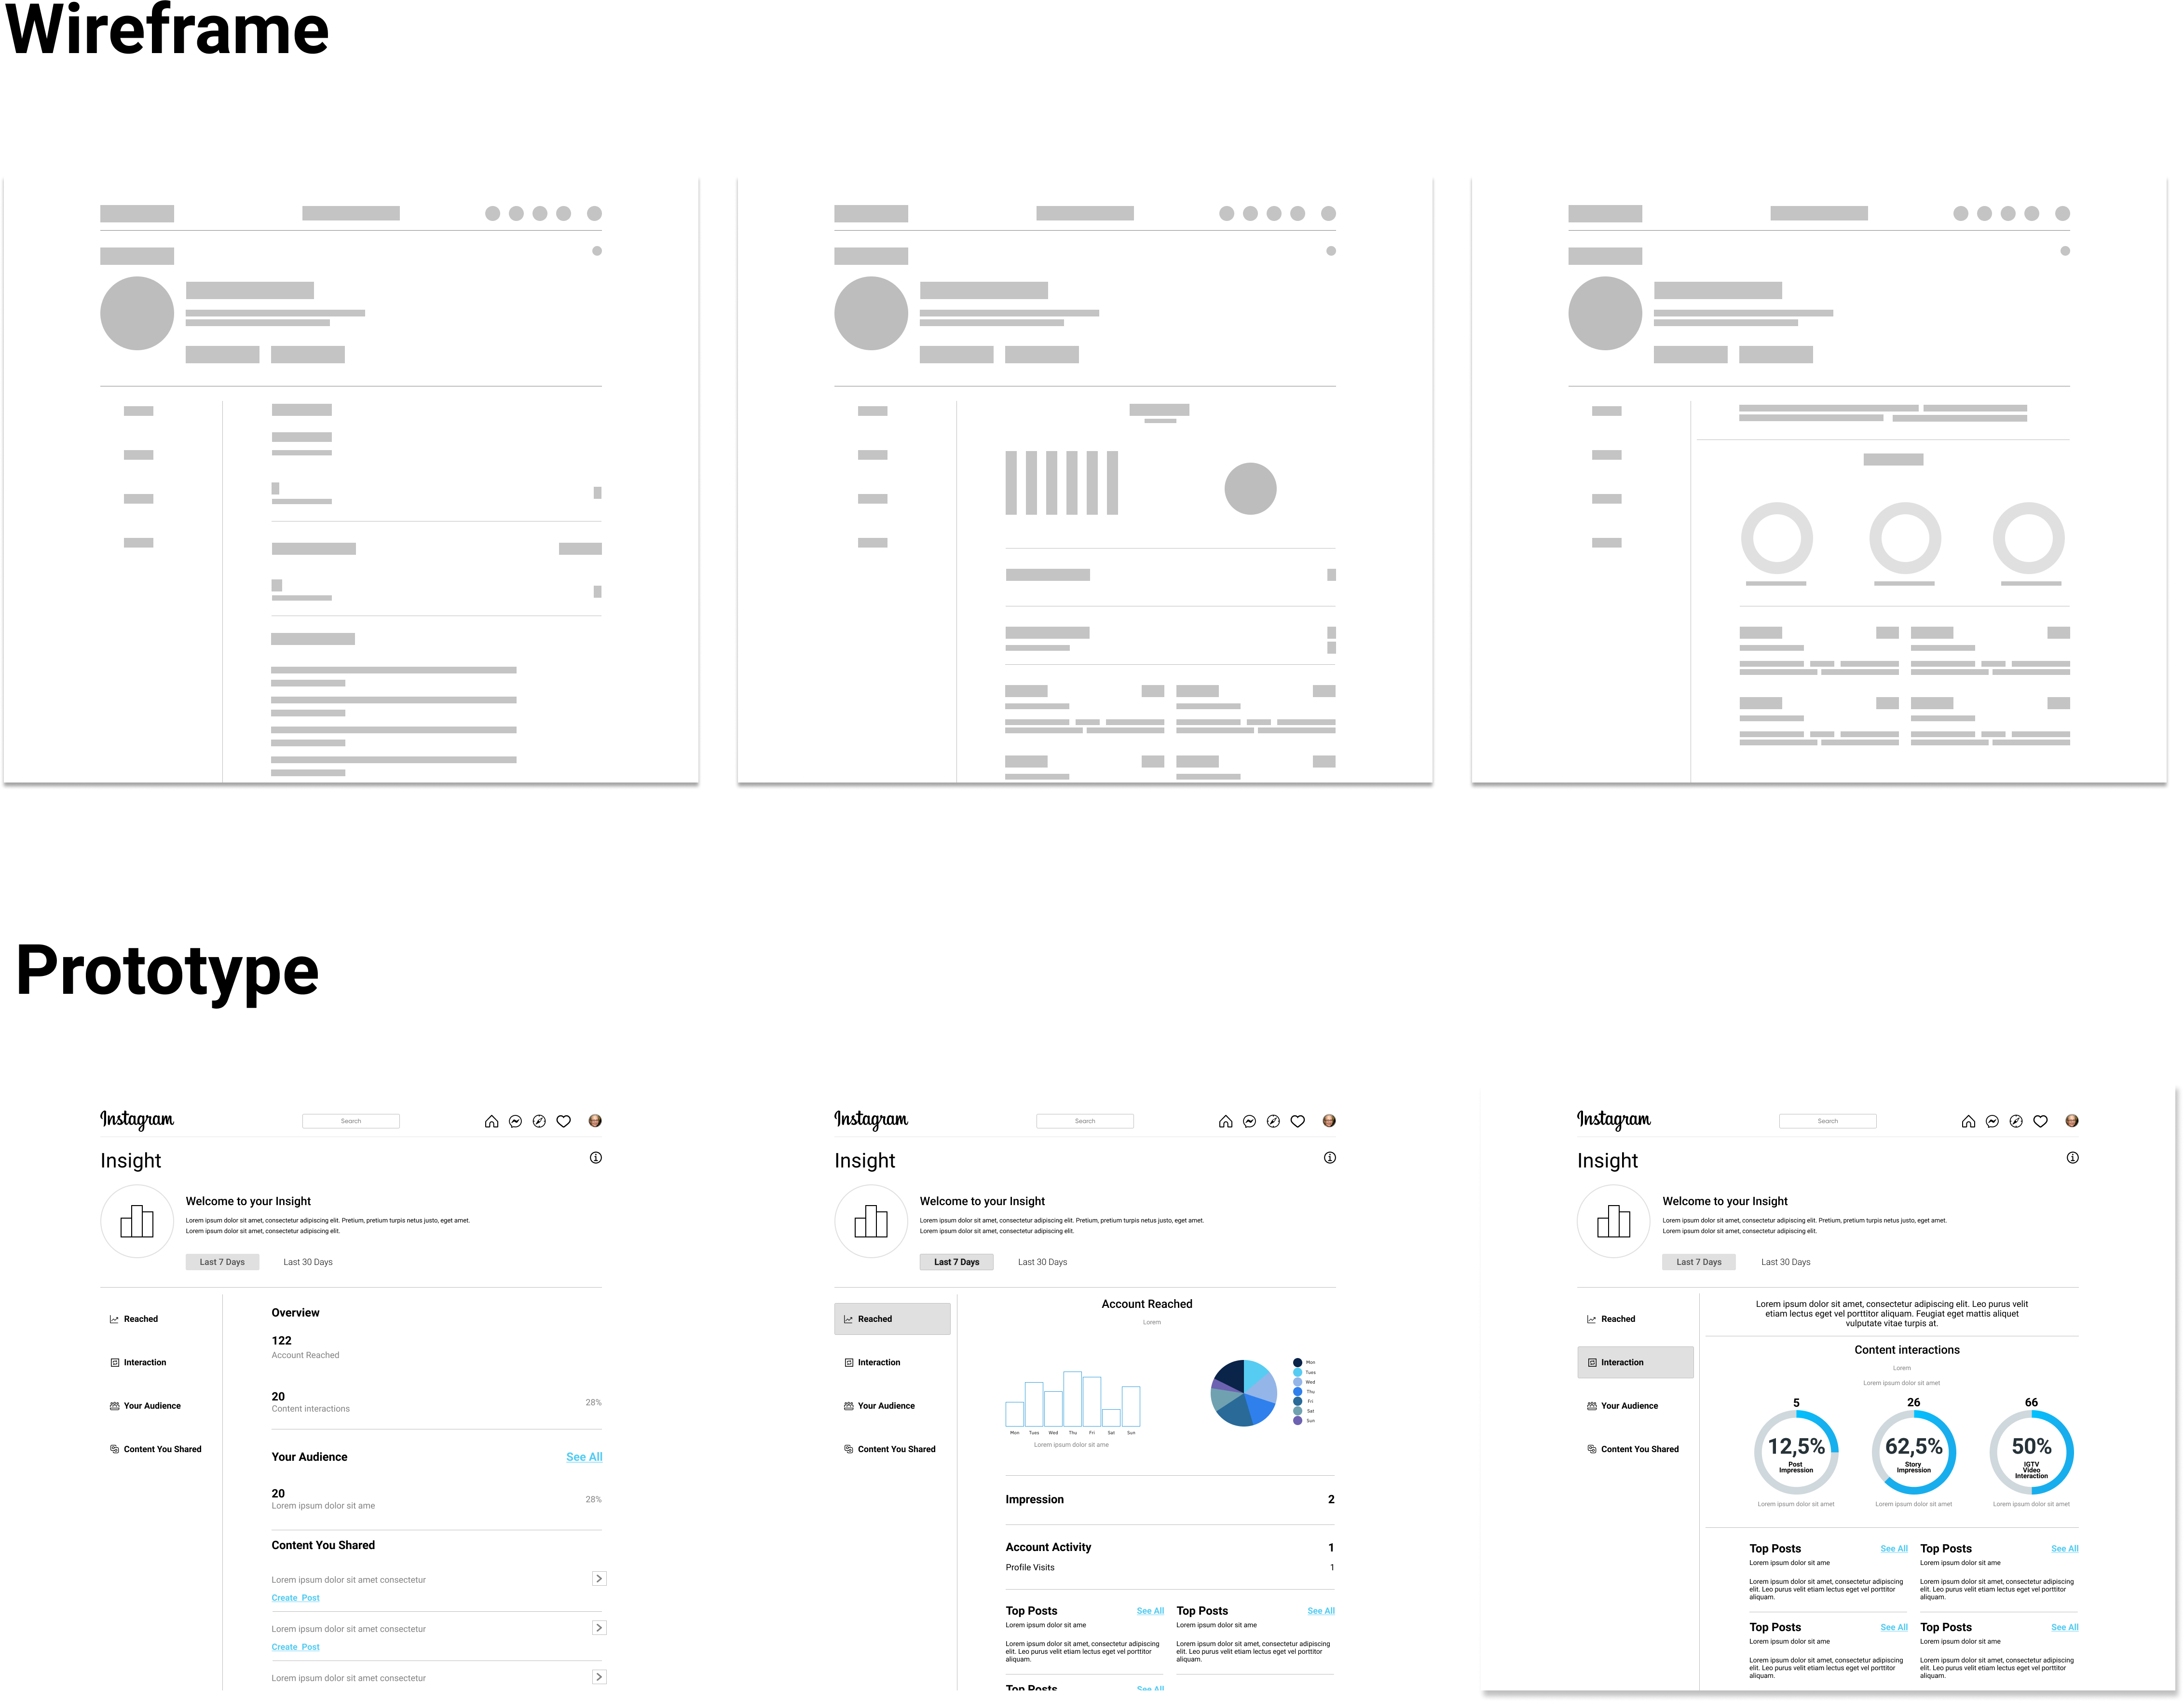 Wireframe
Prototype
Instagram
Search
Insight
Welcome to your Insight
Lorem ipsum dolor sit amet, consectetur adipiscing elit. Pretium, pretium turpis netus justo, eget amet.
Lorem ipsum dolor sit amet, consectetur adipiscing elit.
Last 7 Days
Last 30 Days
Reached
Interaction
Your Audience
Content You Shared
Overview
122
Account Reached
20
Content interactions
28%
Your Audience
See All
20
Lorem ipsum dolor sit ame
28%
Content You Shared
Lorem ipsum dolor sit amet consectetur
Create Post
Lorem ipsum dolor sit amet consectetur
Create Post
Lorem ipsum dolor sit amet consectetur
Instagram
Search
Insight
Welcome to your Insight
Lorem ipsum dolor sit amet, consectetur adipiscing elit. Pretium, pretium turpis netus justo, eget amet.
Lorem ipsum dolor sit amet, consectetur adipiscing elit.
Last 7 Days
Last 30 Days
Reached
Interaction
Your Audience
Content You Shared
Account Reached
Lorem
Mon Tues Wed Thu Fri Sat Sun
Lorem ipsum dolor sit ame
Mon
Tues
Wed
Thu
Fri
Sat
Sun
Impression
2
Account Activity
1
Profile Visits
1
Top Posts
See All
Lorem ipsum dolor sit ame
Lorem ipsum dolor sit amet, consectetur adipiscing
elit. Leo purus velit etiam lectus eget vel porttitor
aliquam.
Top Posts
See All
Lorem ipsum dolor sit ame
Lorem ipsum dolor sit amet, consectetur adipiscing
elit. Leo purus velit etiam lectus eget vel porttitor
aliquam.
Top Posts
See All
Instagram
Search
Insight
Welcome to your Insight
Lorem ipsum dolor sit amet, consectetur adipiscing elit. Pretium, pretium turpis netus justo, eget amet.
Lorem ipsum dolor sit amet, consectetur adipiscing elit.
Last 7 Days
Last 30 Days
Reached
Interaction
Your Audience
Content You Shared
Lorem ipsum dolor sit amet, consectetur adipiscing elit. Leo purus velit
etiam lectus eget vel porttitor aliquam. Feugiat eget mattis aliquet
vulputate vitae turpis at.
Content interactions
Lorem
Lorem ipsum dolor sit amet
5
12,5%
Post
Impression
Lorem ipsum dolor sit amet
26
62,5%
Story
Impression
Lorem ipsum dolor sit amet
66
50%
IGTV
Video
Interaction
Lorem ipsum dolor sit amet
Top Posts
See All
Lorem ipsum dolor sit ame
Lorem ipsum dolor sit amet, consectetur adipiscing
elit. Leo purus velit etiam lectus eget vel porttitor
aliquam.
Top Posts
See All
Lorem ipsum dolor sit ame
Lorem ipsum dolor sit amet, consectetur adipiscing
elit. Leo purus velit etiam lectus eget vel porttitor
aliquam.
Top Posts
See All
Lorem ipsum dolor sit ame
Lorem ipsum dolor sit amet, consectetur adipiscing
elit. Leo purus velit etiam lectus eget vel porttitor
aliquam.
Top Posts
See All
Lorem ipsum dolor sit ame
Lorem ipsum dolor sit amet, consectetur adipiscing
elit. Leo purus velit etiam lectus eget vel porttitor
aliquam.